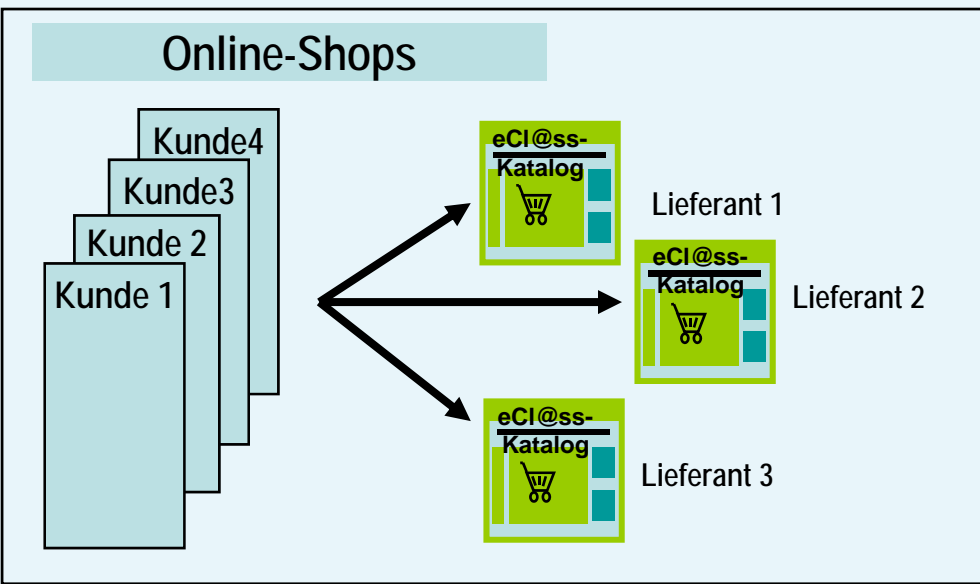 Online-Shops
Kunde4
Kunde3
Kunde 2
Kunde 1
eCl@ss-
Katalog
Lieferant 1
eCl@ss-
Katalog
Lieferant 2
eCl@ss-
Katalog
Lieferant 3